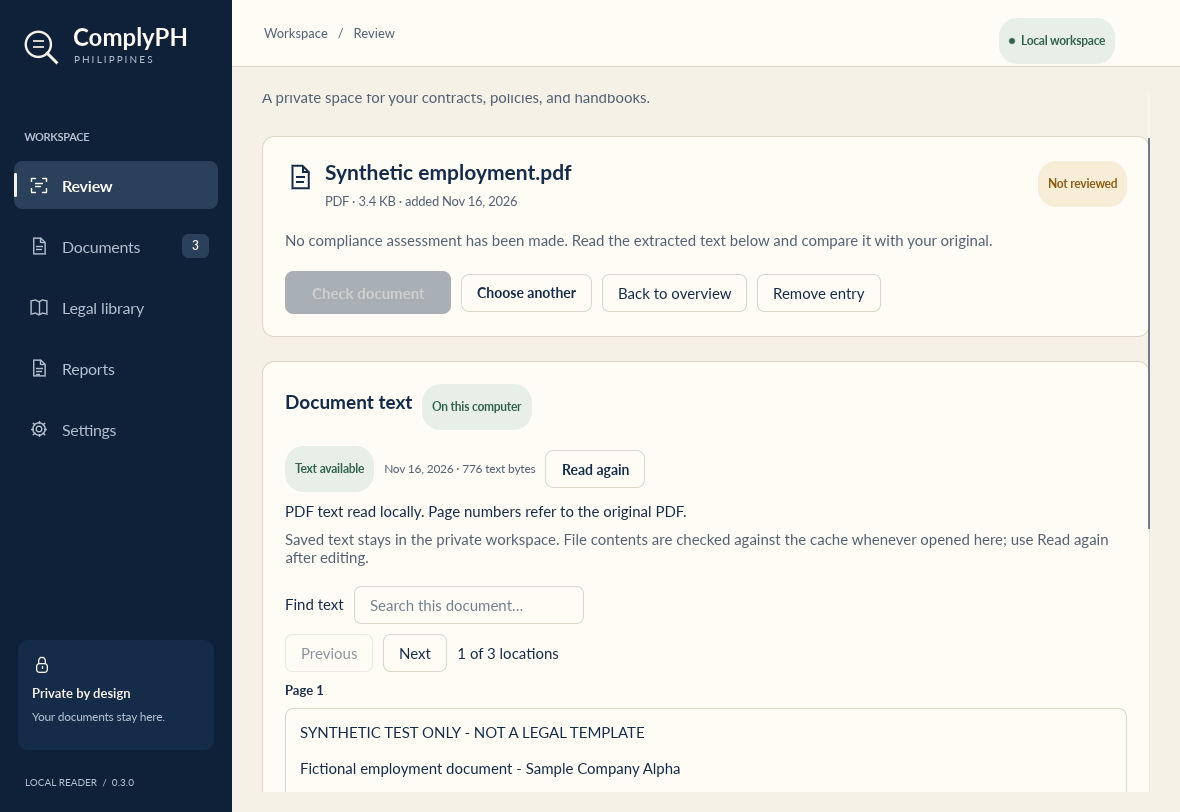 ComplyPH
PHILIPPINES
WORKSPACE
Review
Documents 3
Legal library
Reports
Settings
Private by design
Your documents stay here.
LOCAL READER / 0.3.0
Workspace / Review
Local workspace
A private space for your contracts, policies, and handbooks.
Synthetic employment.pdf
PDF · 3.4 KB · added Nov 16, 2026
Not reviewed
No compliance assessment has been made. Read the extracted text below and compare it with your original.
Check document Choose another Back to overview Remove entry
Document text On this computer
Text available Nov 16, 2026 · 776 text bytes Read again
PDF text read locally. Page numbers refer to the original PDF.
Saved text stays in the private workspace. File contents are checked against the cache whenever opened here; use Read again
after editing.
Find text Search this document...
Previous Next 1 of 3 locations
Page 1
SYNTHETIC TEST ONLY - NOT A LEGAL TEMPLATE
Fictional employment document - Sample Company Alpha